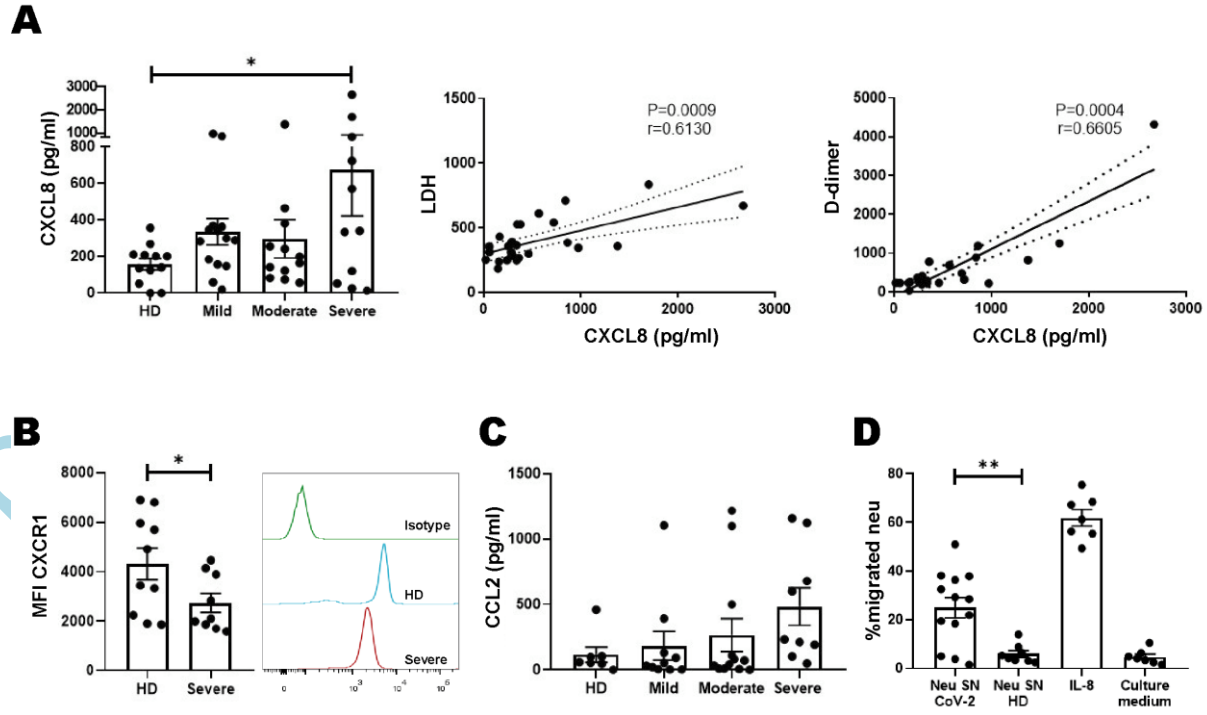 A
*
CXCL8 (pg/ml)
3000
2000
1000
800
600
400
200
0
HD Mild Moderate Severe
P=0.0009
r=0.6130
LDH
1500
1000
500
0
0 1000 2000 3000
CXCL8 (pg/ml)
P=0.0004
r=0.6605
D-dimer
5000
4000
3000
2000
1000
0
0 1000 2000 3000
CXCL8 (pg/ml)
B
*
MFI CXCR1
8000
6000
4000
2000
0
HD Severe
Isotype
HD
Severe
0 10³ 10⁴ 10⁵
C
CCL2 (pg/ml)
1500
1000
500
0
HD Mild Moderate Severe
D
**
%migrated neu
80
60
40
20
0
Neu SN CoV-2
Neu SN HD
IL-8
Culture medium